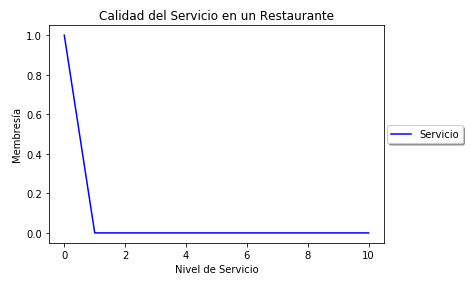 Calidad del Servicio en un Restaurante
1.0
0.8
0.6
0.4
0.2
0.0
Membresía
0 2 4 6 8 10
Nivel de Servicio
Servicio